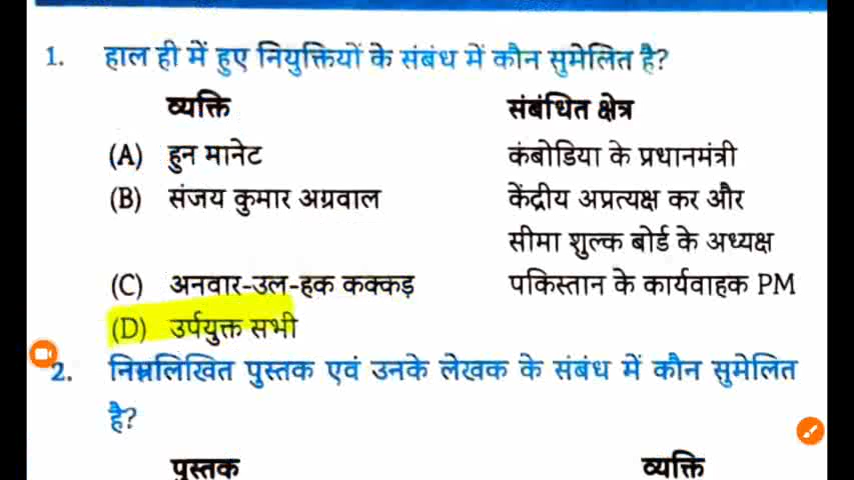 1. हाल ही में हुए नियुक्तियों के संबंध में कौन सुमेलित है?
व्यक्ति संबंधित क्षेत्र
(A) हुन मानेट कंबोडिया के प्रधानमंत्री
(B) संजय कुमार अग्रवाल केंद्रीय अप्रत्यक्ष कर और
सीमा शुल्क बोर्ड के अध्यक्ष
(C) अनवार-उल-हक कक्कड़ पकिस्तान के कार्यवाहक PM
(D) उर्पयुक्त सभी
2. निम्नलिखित पुस्तक एवं उनके लेखक के संबंध में कौन सुमेलित
है?
पुस्तक व्यक्ति